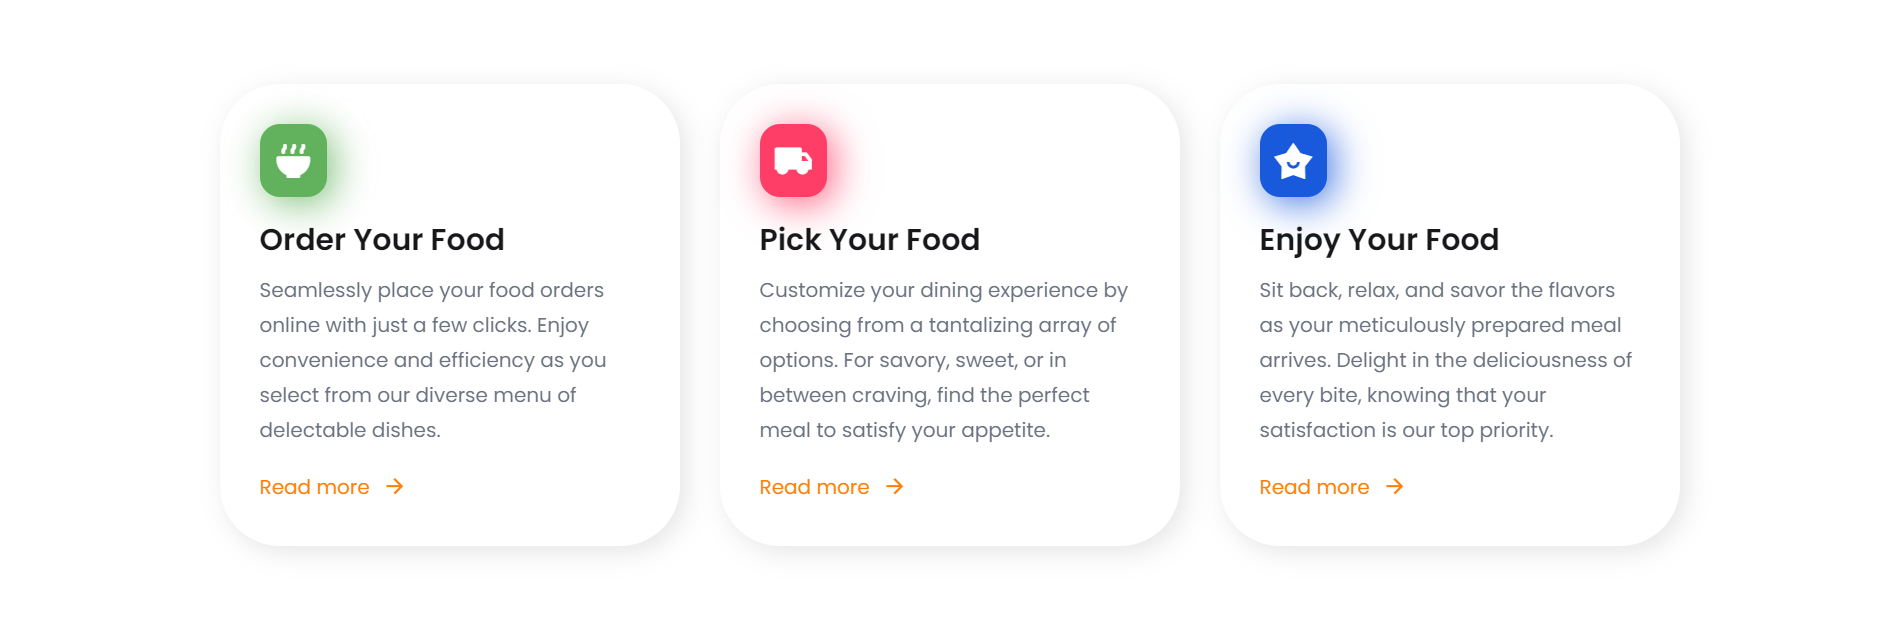 Order Your Food
Seamlessly place your food orders
online with just a few clicks. Enjoy
convenience and efficiency as you
select from our diverse menu of
delectable dishes.
Read more
Pick Your Food
Customize your dining experience by
choosing from a tantalizing array of
options. For savory, sweet, or in
between craving, find the perfect
meal to satisfy your appetite.
Read more
Enjoy Your Food
Sit back, relax, and savor the flavors
as your meticulously prepared meal
arrives. Delight in the deliciousness of
every bite, knowing that your
satisfaction is our top priority.
Read more